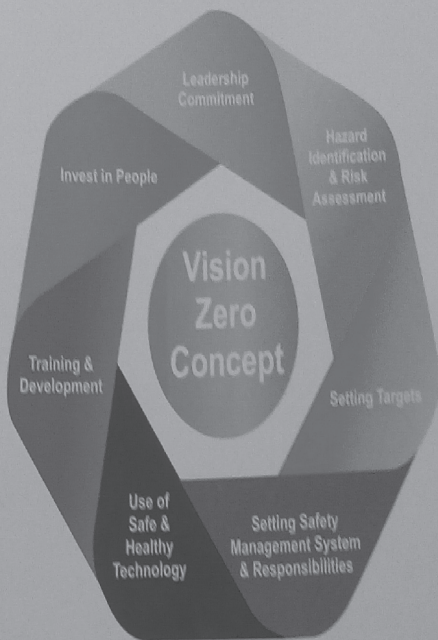 Leadership
Commitment
Hazard
Identification
& Risk
Assessment
Setting Targets
Setting Safety
Management System
& Responsibilities
Use of
Safe &
Healthy
Technology
Training &
Development
Invest in People
Vision
Zero
Concept